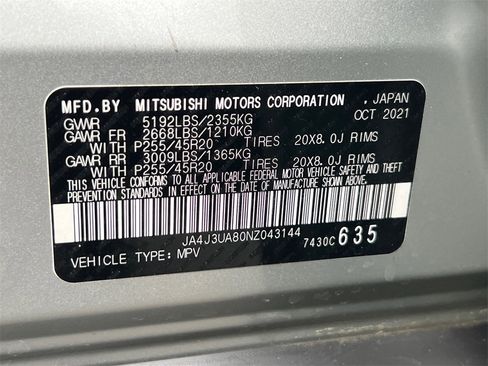 MFD.BY MITSUBISHI MOTORS CORPORATION , JAPAN
GVWR 5192LBS/2355KG OCT 2021
GAWR FR 2668LBS/1210KG
WITH P255/45R20 TIRES 20X8.0J RIMS
GAWR RR 3009LBS/1365KG
WITH P255/45R20 TIRES 20X8.0J RIMS
THIS VEHICLE CONFORMS TO ALL APPLICABLE FEDERAL MOTOR VEHICLE SAFETY, BUMPER AND THEFT
PREVENTION STANDARDS IN EFFECT ON THE DATE OF MANUFACTURE SHOWN ABOVE.
JA4J3UA80NZ043144 7430C 635
VEHICLE TYPE: MPV